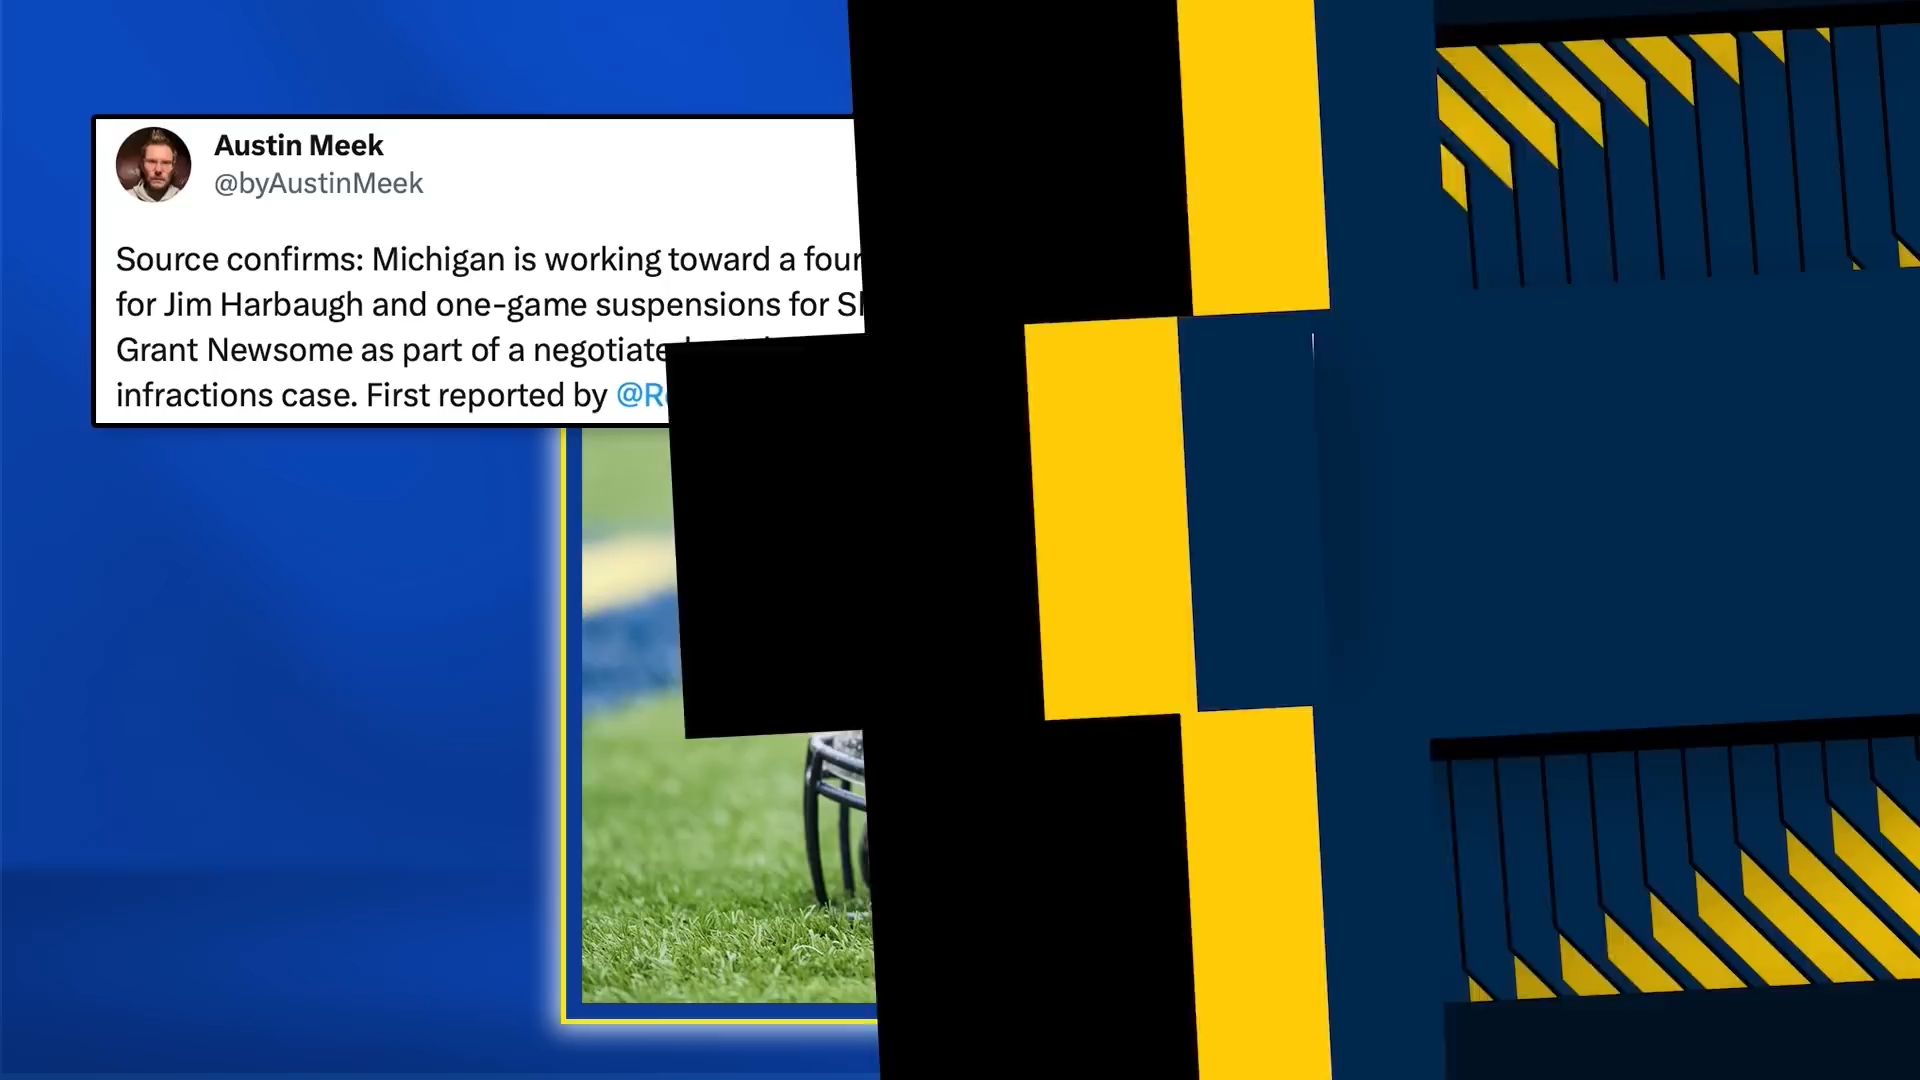 Austin Meek
@byAustinMeek
Source confirms: Michigan is working toward a four
for Jim Harbaugh and one-game suspensions for
Grant Newsome as part of a
infractions case. First reported by